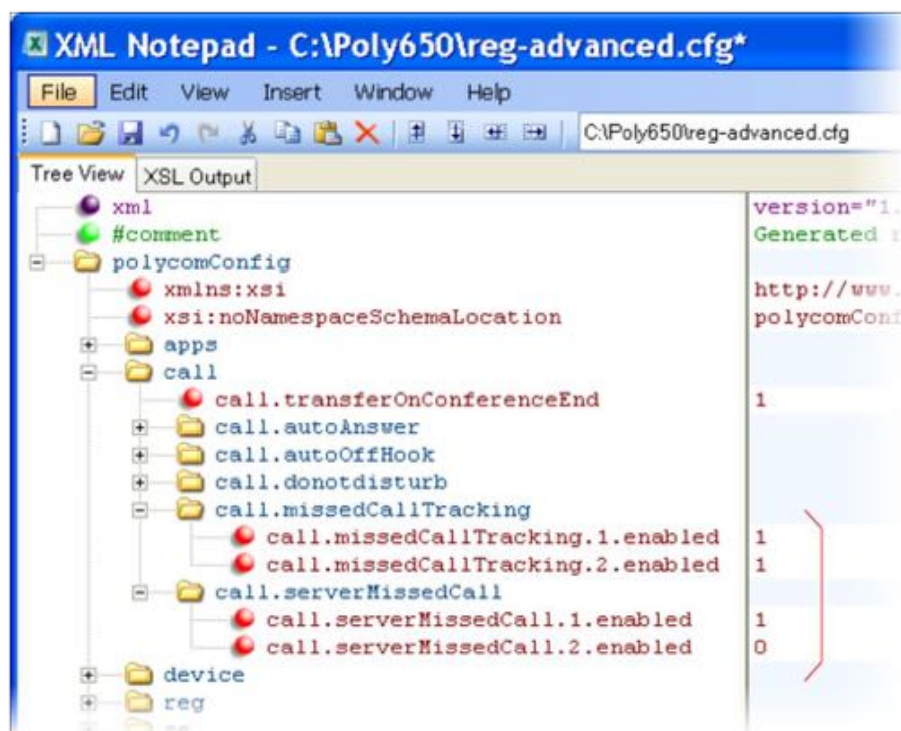 XML Notepad - C:\Poly650\reg-advanced.cfg*
File Edit View Insert Window Help
C:\Poly650\reg-advanced.cfg
Tree View XSL Output
xml version="1.
#comment Generated
polycomConfig
xmlns:xsi http://www.
xsi:noNamespaceSchemaLocation polycomConf
apps
call
call.transferOnConferenceEnd 1
call.autoAnswer
call.autoOffHook
call.donotdisturb
call.missedCallTracking
call.missedCallTracking.1.enabled 1
call.missedCallTracking.2.enabled 1
call.serverMissedCall
call.serverMissedCall.1.enabled 1
call.serverMissedCall.2.enabled 0
device
reg